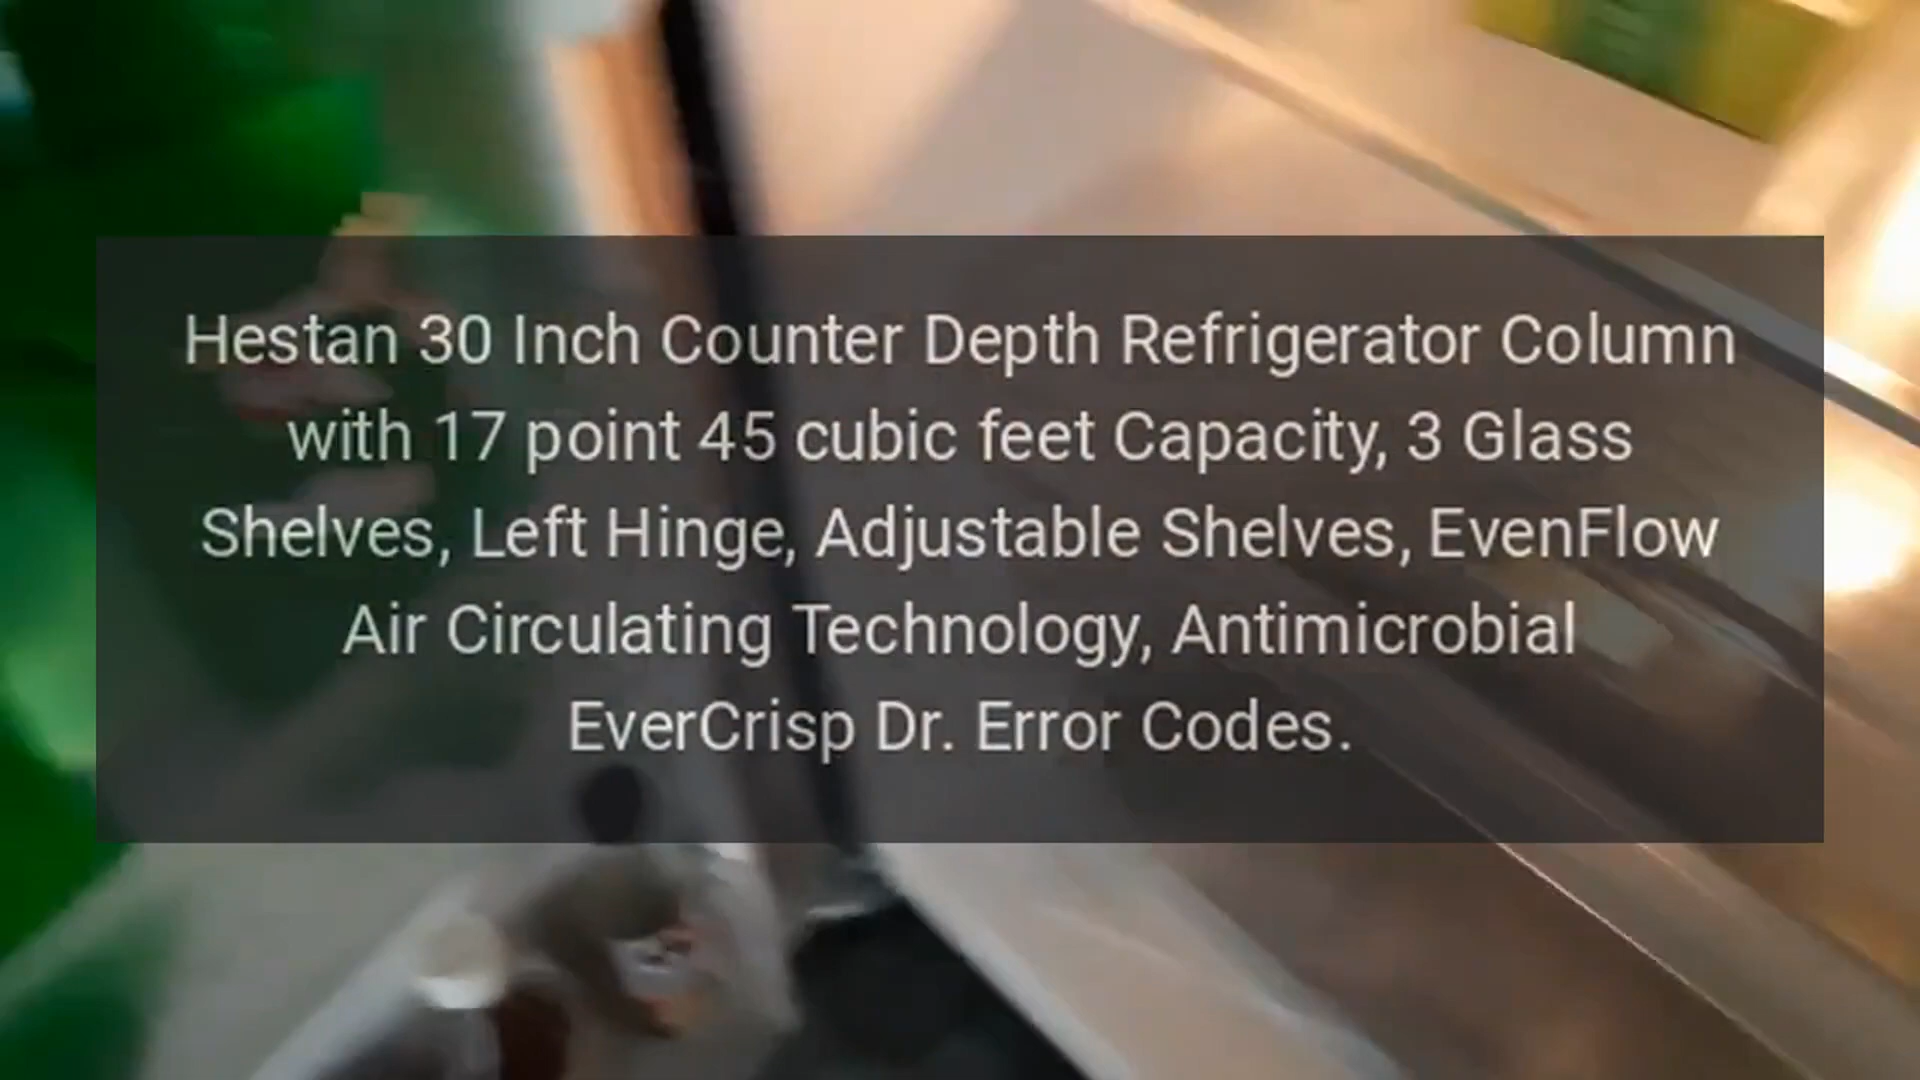 Hestan 30 Inch Counter Depth Refrigerator Column
with 17 point 45 cubic feet Capacity, 3 Glass
Shelves, Left Hinge, Adjustable Shelves, EvenFlow
Air Circulating Technology, Antimicrobial
EverCrisp Dr. Error Codes.